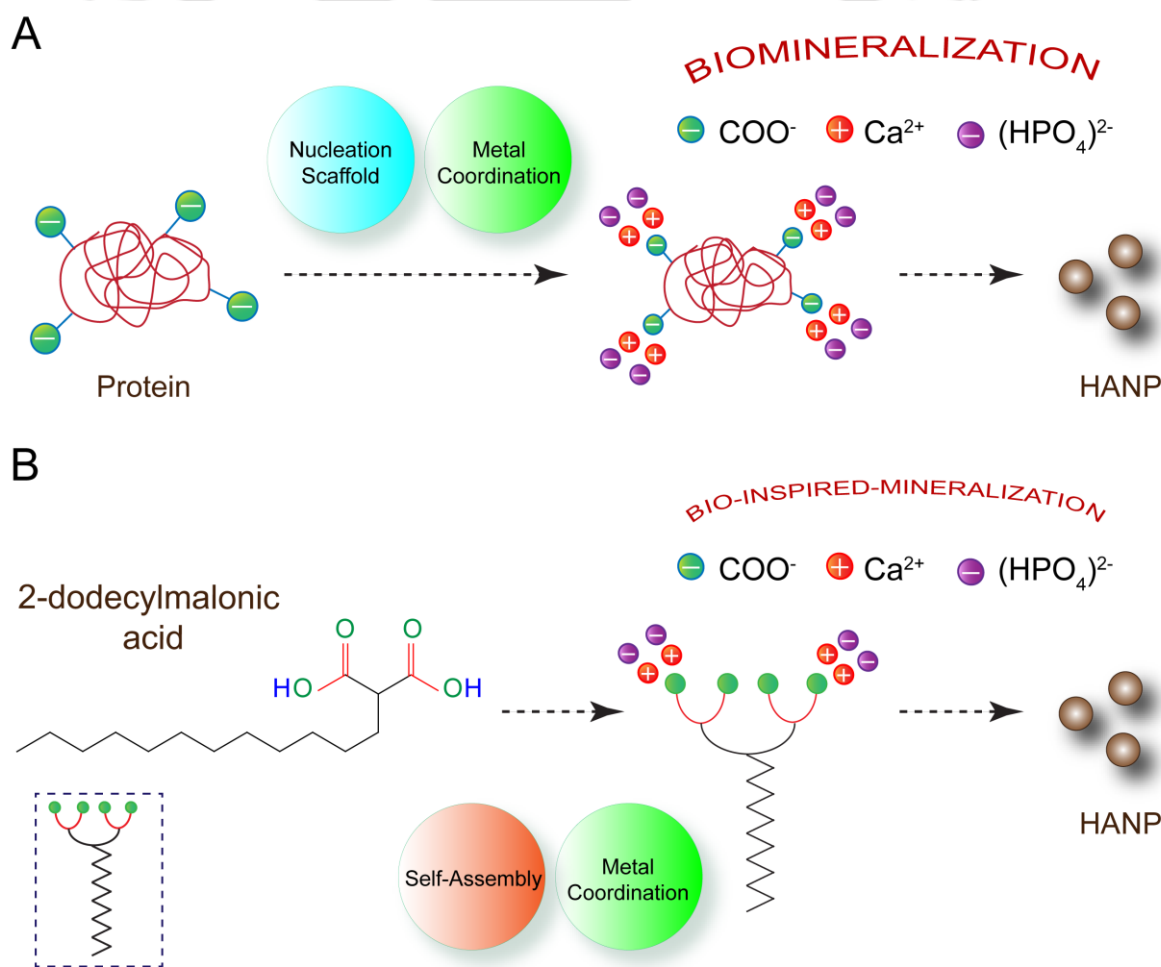 A
BIOMINERALIZATION
COO⁻
Ca²⁺
(HPO₄)²⁻
Nucleation
Scaffold
Metal
Coordination
Protein
HANP
B
BIO-INSPIRED-MINERALIZATION
COO⁻
Ca²⁺
(HPO₄)²⁻
2-dodecylmalonic
acid
O
O
HO
OH
Self-Assembly
Metal
Coordination
HANP